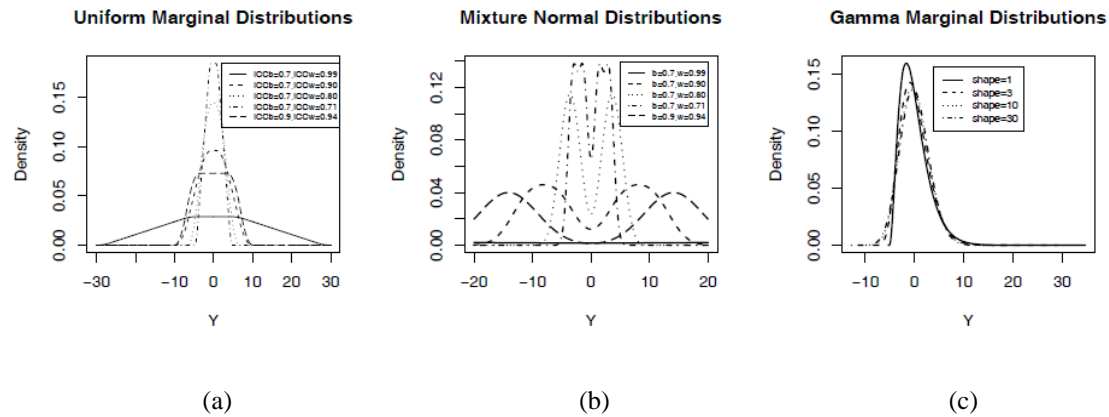 Uniform Marginal Distributions
Density
0.00
0.05
0.10
0.15
ICCb=0.7,ICCw=0.99
ICCb=0.7,ICCw=0.90
ICCb=0.7,ICCw=0.80
ICCb=0.7,ICCw=0.71
ICCb=0.9,ICCw=0.94
−30
−10
0
10
20
30
Y
(a)
Mixture Normal Distributions
Density
0.00
0.04
0.08
0.12
b=0.7,w=0.99
b=0.7,w=0.90
b=0.7,w=0.80
b=0.7,w=0.71
b=0.9,w=0.94
−20
−10
0
10
20
Y
(b)
Gamma Marginal Distributions
Density
0.00
0.05
0.10
0.15
shape=1
shape=3
shape=10
shape=30
−10
0
10
20
30
Y
(c)